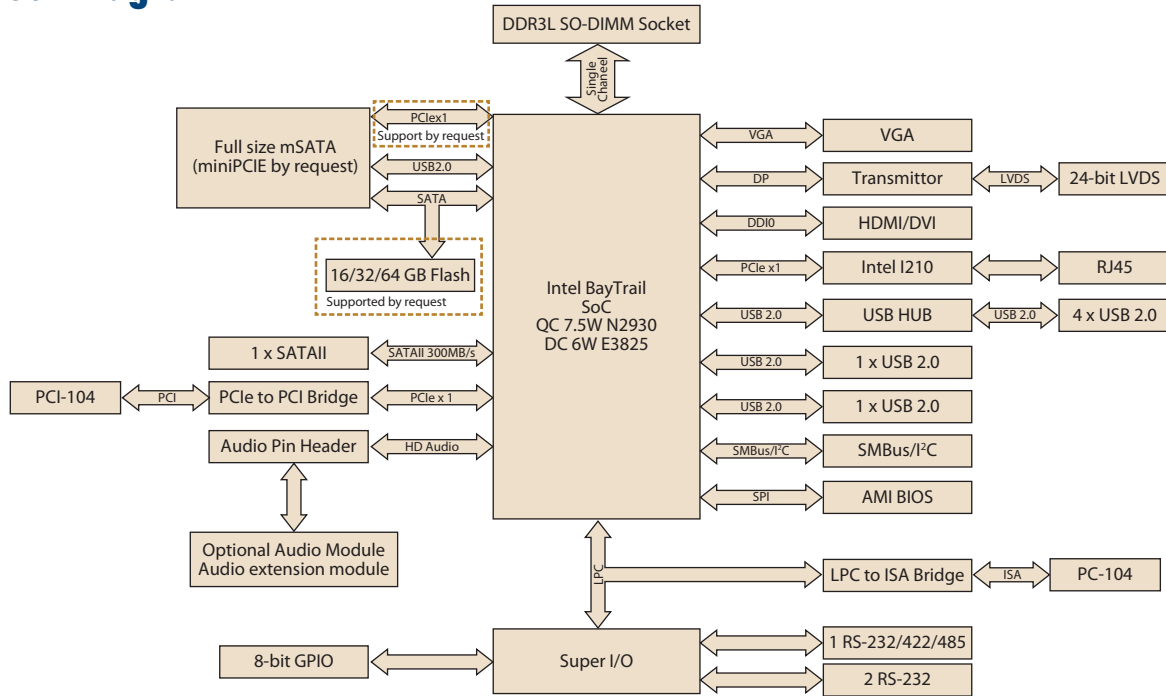 DDR3L SO-DIMM Socket
Single
Channel
Full size mSATA
(miniPCIE by request)
PCIex1
Support by request
USB2.0
SATA
16/32/64 GB Flash
Supported by request
1 x SATAII
SATAII 300MB/s
PCI-104
PCI
PCIe to PCI Bridge
PCIe x 1
Audio Pin Header
HD Audio
Optional Audio Module
Audio extension module
Intel BayTrail
SoC
QC 7.5W N2930
DC 6W E3825
VGA
VGA
DP
Transmittor
LVDS
24-bit LVDS
DDI0
HDMI/DVI
PCIe x1
Intel I210
RJ45
USB 2.0
USB HUB
USB 2.0
4 x USB 2.0
USB 2.0
1 x USB 2.0
USB 2.0
1 x USB 2.0
SMBus/I²C
SMBus/I²C
SPI
AMI BIOS
LPC
LPC to ISA Bridge
ISA
PC-104
8-bit GPIO
Super I/O
1 RS-232/422/485
2 RS-232